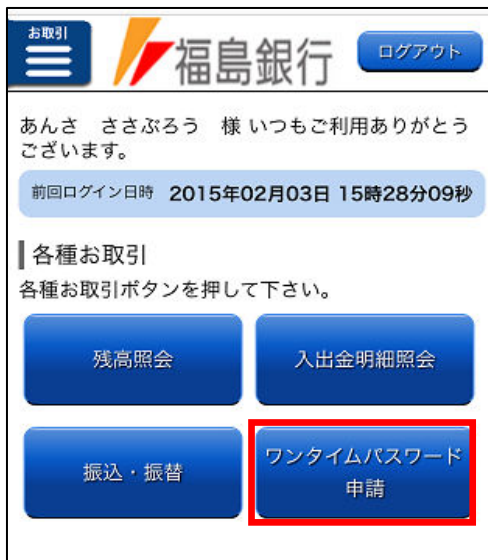 お取引
福島銀行
ログアウト
あんさ ささぶろう 様 いつもご利用ありがとう
ございます。
前回ログイン日時 2015年02月03日 15時28分09秒
各種お取引
各種お取引ボタンを押して下さい。
残高照会
入出金明細照会
振込・振替
ワンタイムパスワード
申請